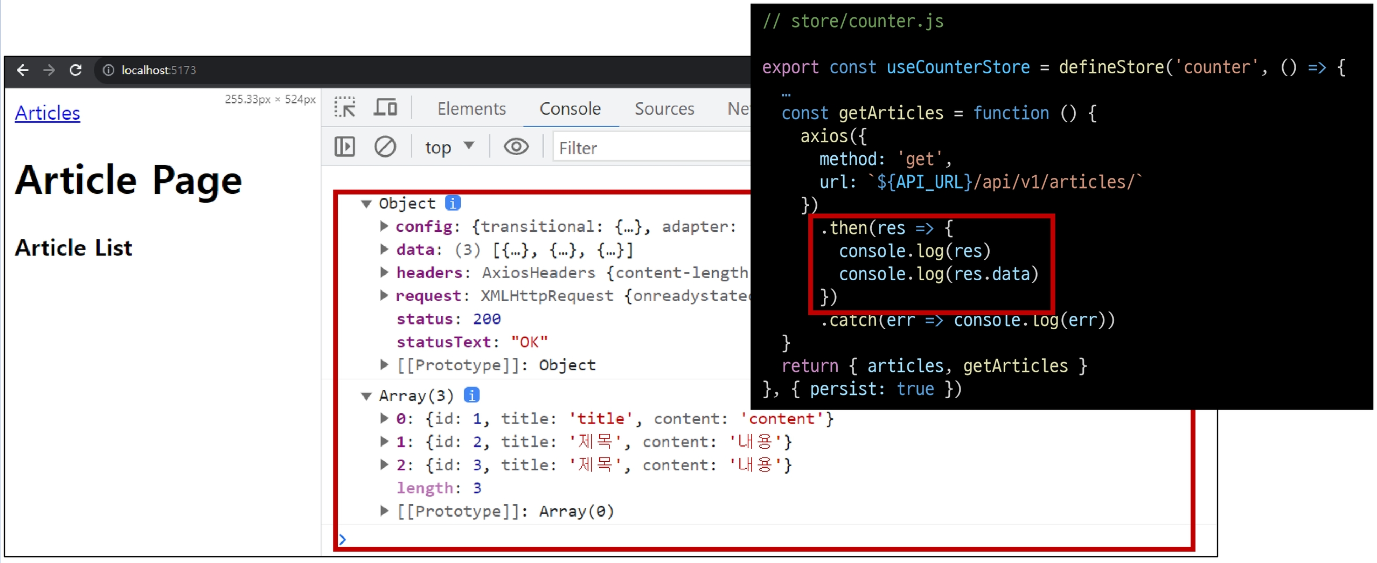 localhost:5173
Articles
255.33px × 524px
Article Page
Article List
Elements Console Sources
top Filter
Object
config: {transitional: {…}, adapter:
data: (3) [{…}, {…}, {…}]
headers: AxiosHeaders {content-length
request: XMLHttpRequest {onreadystatec
status: 200
statusText: "OK"
[[Prototype]]: Object
Array(3)
0: {id: 1, title: 'title', content: 'content'}
1: {id: 2, title: '제목', content: '내용'}
2: {id: 3, title: '제목', content: '내용'}
length: 3
[[Prototype]]: Array(0)
// store/counter.js
export const useCounterStore = defineStore('counter', () => {
…
const getArticles = function () {
axios({
method: 'get',
url: `${API_URL}/api/v1/articles/`
})
.then(res => {
console.log(res)
console.log(res.data)
})
.catch(err => console.log(err))
}
return { articles, getArticles }
}, { persist: true })